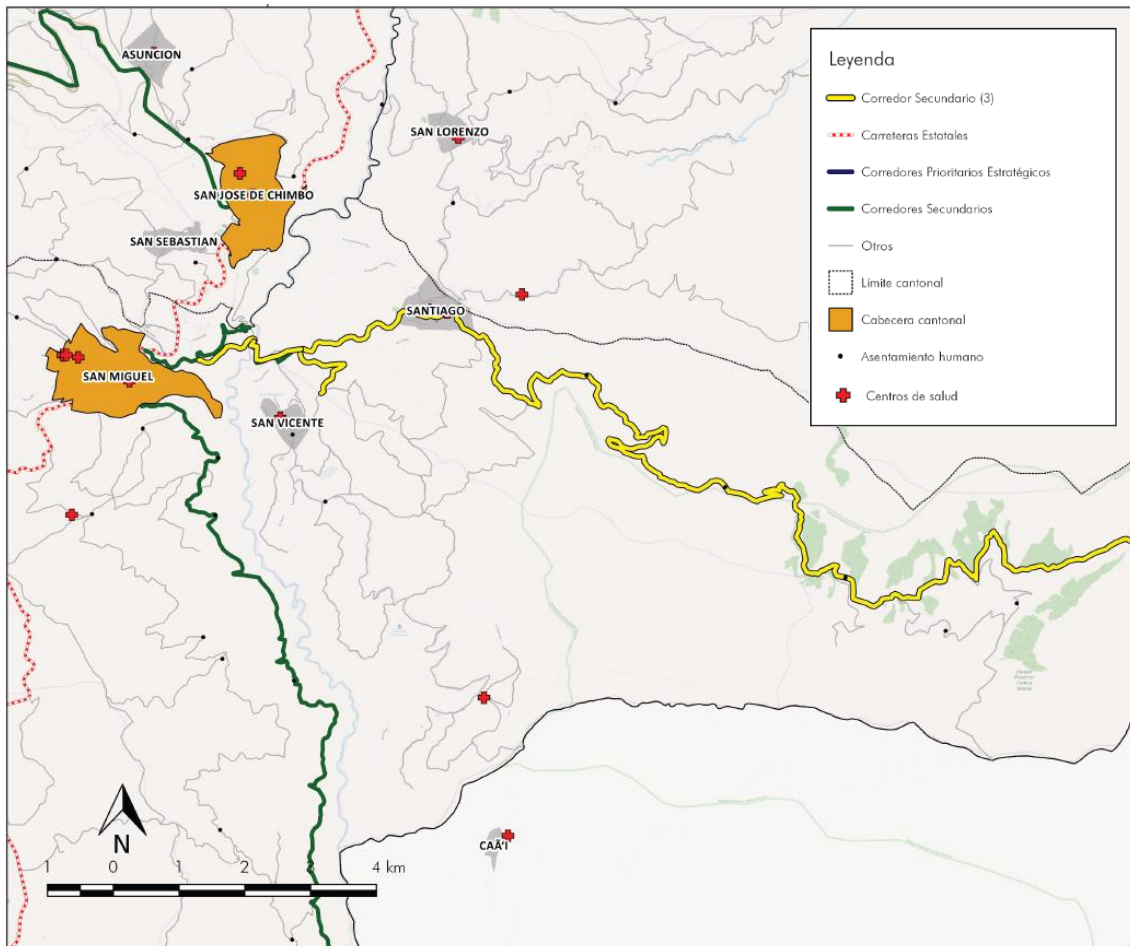 ASUNCION
SAN LORENZO
SAN JOSE DE CHIMBO
SAN SEBASTIAN
SANTIAGO
SAN MIGUEL
SAN VICENTE
CAÃ'I
N
1 0 1 2 3 4 km
Leyenda
Corredor Secundario (3)
Carreteras Estatales
Corredores Prioritarios Estratégicos
Corredores Secundarios
Otros
Límite cantonal
Cabecera cantonal
Asentamiento humano
Centros de salud